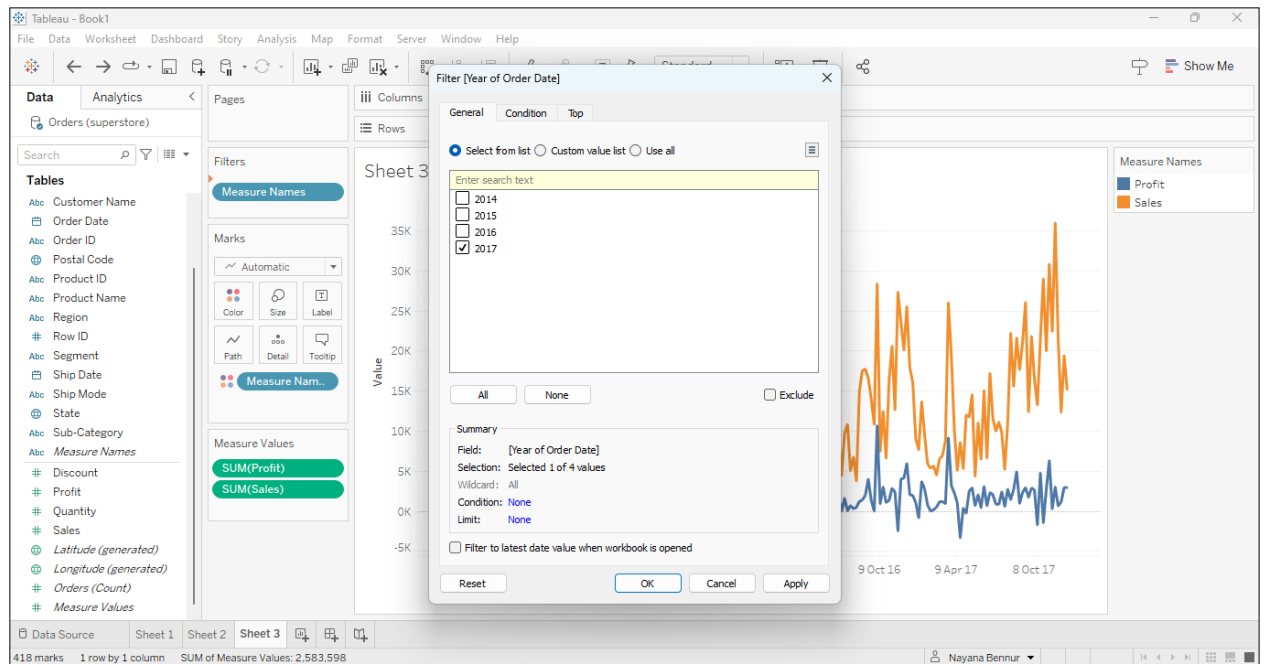 Tableau - Book1
File Data Worksheet Dashboard Story Analysis Map Format Server Window Help
Show Me
Data Analytics
Orders (superstore)
Search
Tables
Abc Customer Name
Order Date
Abc Order ID
Postal Code
Abc Product ID
Abc Product Name
Abc Region
# Row ID
Abc Segment
Ship Date
Abc Ship Mode
State
Abc Sub-Category
Abc Measure Names
# Discount
# Profit
# Quantity
# Sales
Latitude (generated)
Longitude (generated)
# Orders (Count)
# Measure Values
Pages
Filters
Measure Names
Marks
Automatic
Color Size Label
Path Detail Tooltip
Measure Nam..
Measure Values
SUM(Profit)
SUM(Sales)
Columns
Rows
Sheet 3
Value
35K
30K
25K
20K
15K
10K
5K
0K
-5K
9 Oct 16 9 Apr 17 8 Oct 17
Filter [Year of Order Date]
General Condition Top
Select from list Custom value list Use all
Enter search text
2014
2015
2016
2017
All None Exclude
Summary
Field: [Year of Order Date]
Selection: Selected 1 of 4 values
Wildcard: All
Condition: None
Limit: None
Filter to latest date value when workbook is opened
Reset OK Cancel Apply
Measure Names
Profit
Sales
Data Source Sheet 1 Sheet 2 Sheet 3
418 marks 1 row by 1 column SUM of Measure Values: 2,583,598
Nayana Bennur